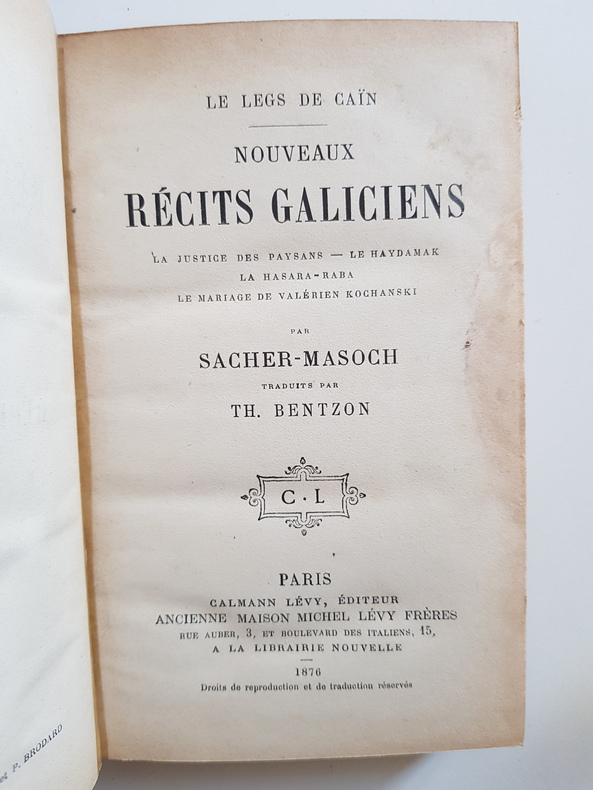 LE LEGS DE CAÏN
NOUVEAUX
RÉCITS GALICIENS
LA JUSTICE DES PAYSANS — LE HAYDAMAK
LA HASARA-RABA
LE MARIAGE DE VALÉRIEN KOCHANSKI
PAR
SACHER-MASOCH
TRADUITS PAR
TH. BENTZON
C · L
PARIS
CALMANN LÉVY, ÉDITEUR
ANCIENNE MAISON MICHEL LÉVY FRÈRES
RUE AUBER, 3, ET BOULEVARD DES ITALIENS, 15,
A LA LIBRAIRIE NOUVELLE
1876
Droits de reproduction et de traduction réservés
et P. BRODARD